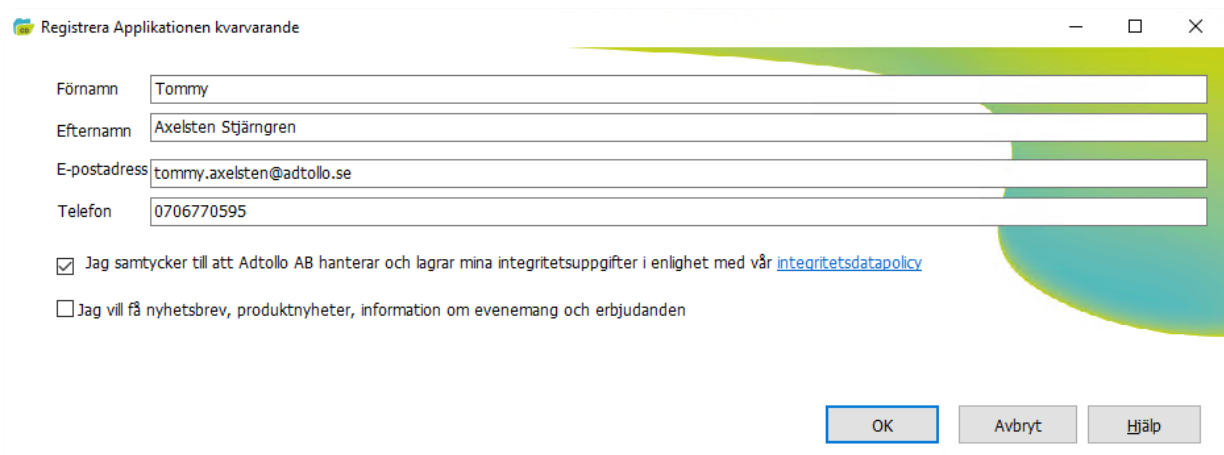 Registrera Applikationen kvarvarande
Förnamn Tommy
Efternamn Axelsten Stjärngren
E-postadress tommy.axelsten@adtollo.se
Telefon 0706770595
Jag samtycker till att Adtollo AB hanterar och lagrar mina integritetsuppgifter i enlighet med vår integritetsdatapolicy
Jag vill få nyhetsbrev, produktnyheter, information om evenemang och erbjudanden
OK Avbryt Hjälp